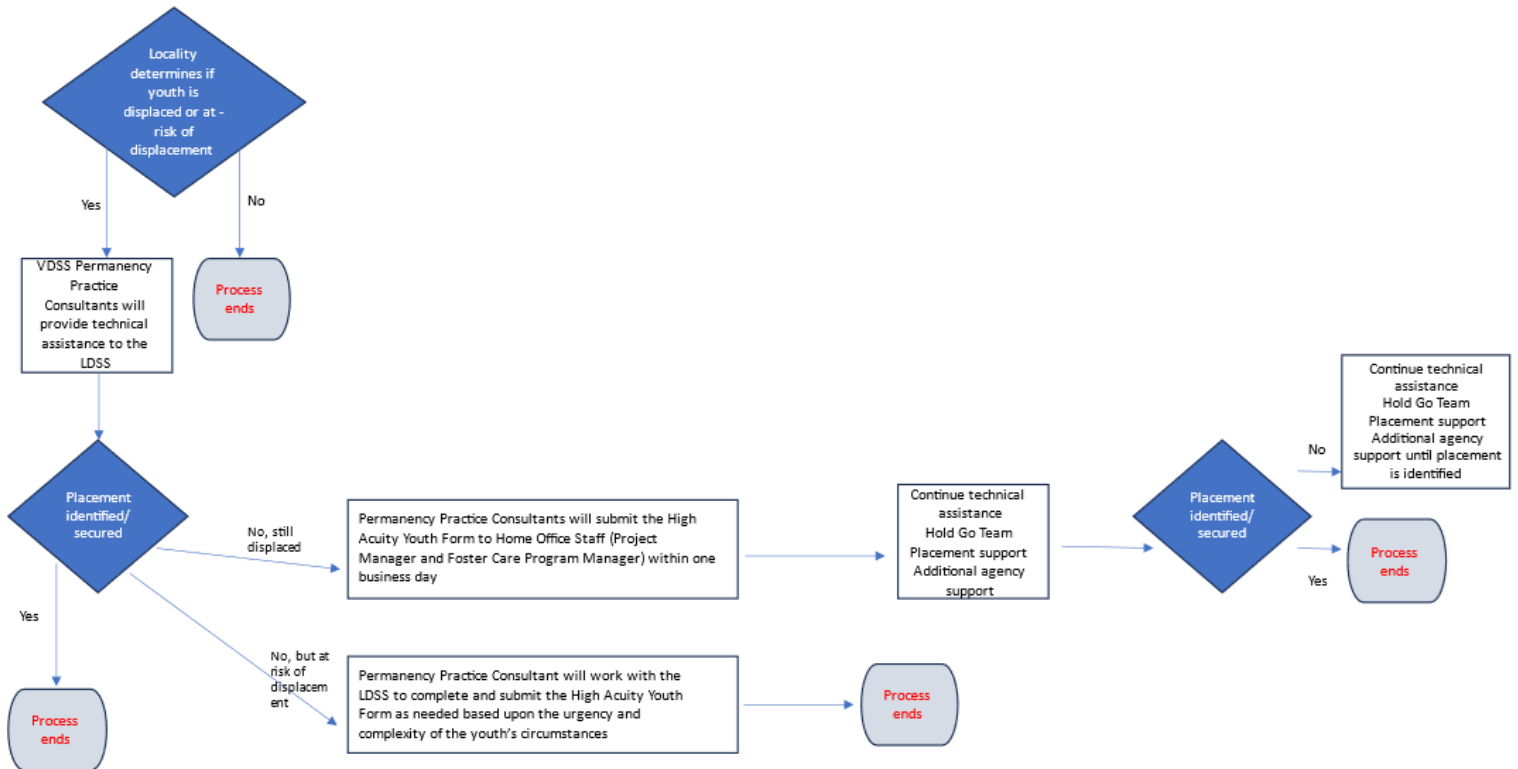 Locality
determines if
youth is
displaced or at -
risk of
displacement
Yes
No
VDSS Permanency
Practice
Consultants will
provide technical
assistance to the
LDSS
Process
ends
Placement
identified/
secured
No, still
displaced
Permanency Practice Consultants will submit the High
Acuity Youth Form to Home Office Staff (Project
Manager and Foster Care Program Manager) within one
business day
Continue technical
assistance
Hold Go Team
Placement support
Additional agency
support
Placement
identified/
secured
No
Continue technical
assistance
Hold Go Team
Placement support
Additional agency
support until placement
is identified
Yes
Process
ends
Yes
Process
ends
No, but at
risk of
displacem
ent
Permanency Practice Consultant will work with the
LDSS to complete and submit the High Acuity Youth
Form as needed based upon the urgency and
complexity of the youth's circumstances
Process
ends